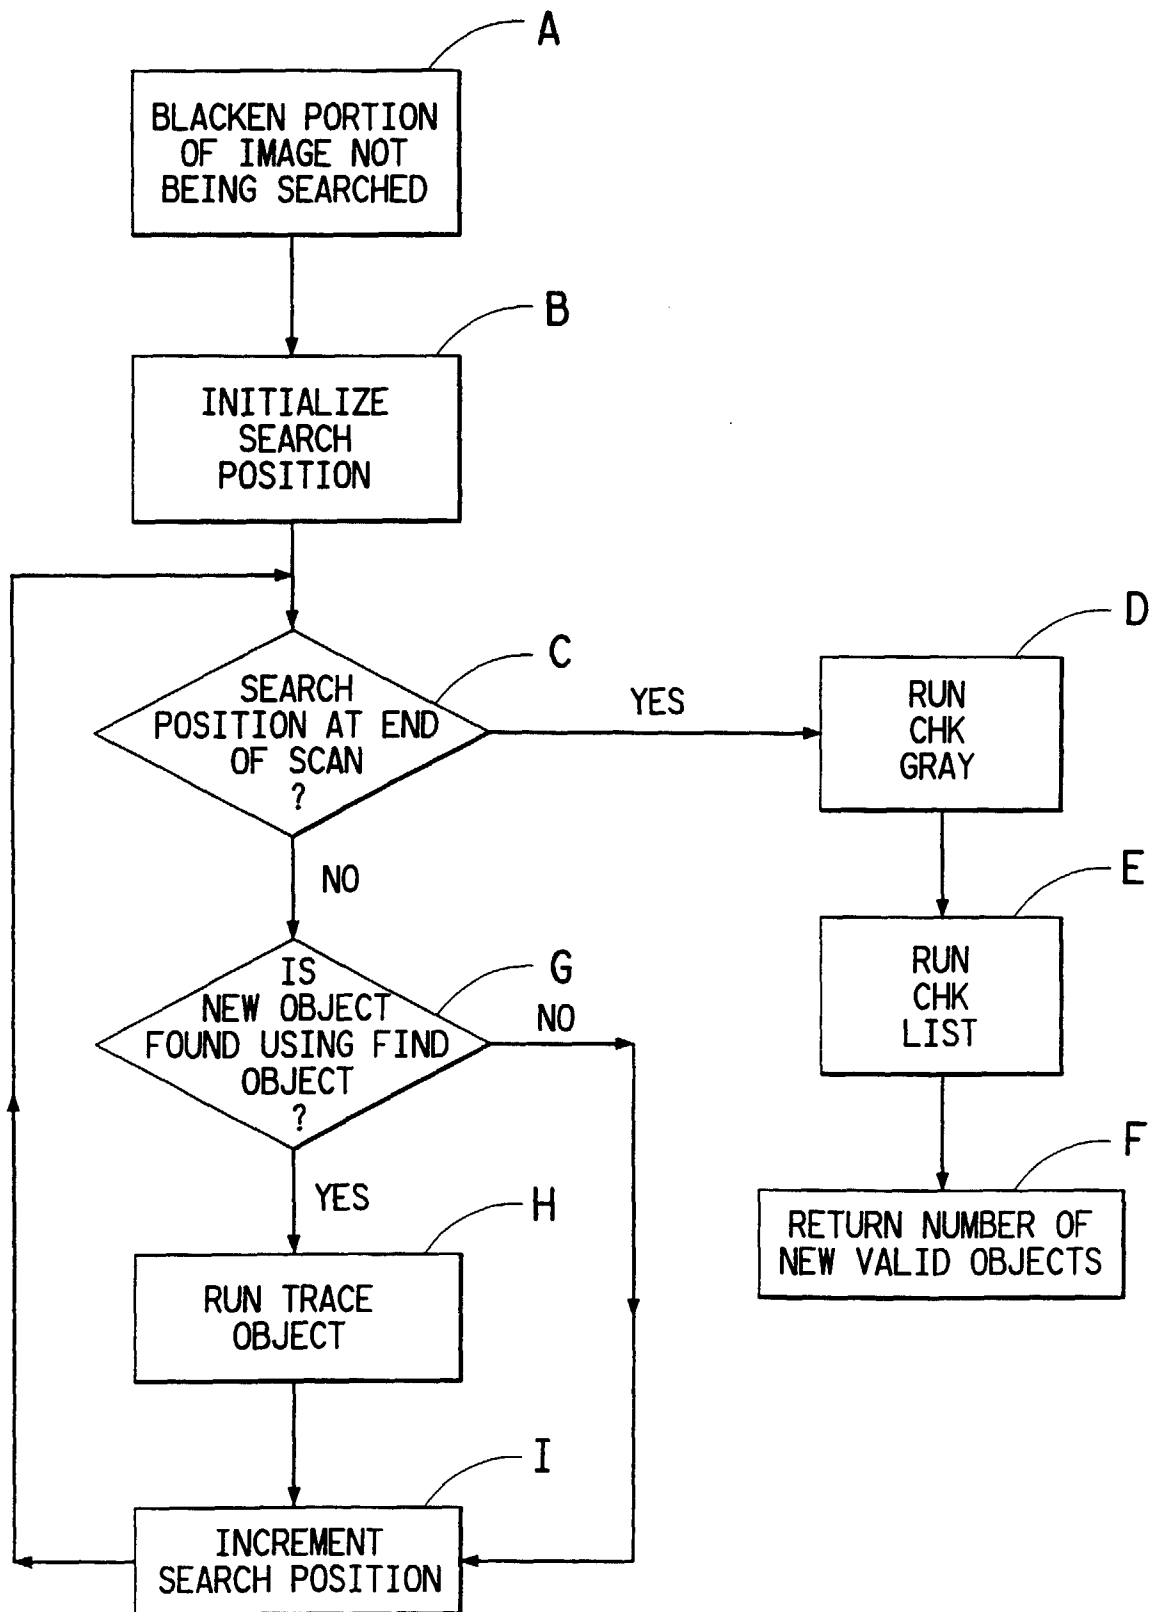 A
BLACKEN PORTION
OF IMAGE NOT
BEING SEARCHED
B
INITIALIZE
SEARCH
POSITION
C
SEARCH
POSITION AT END
OF SCAN
?
YES
D
RUN
CHK
GRAY
NO
E
RUN
CHK
LIST
G
IS
NEW OBJECT
FOUND USING FIND
OBJECT
?
NO
F
RETURN NUMBER OF
NEW VALID OBJECTS
YES
H
RUN TRACE
OBJECT
I
INCREMENT
SEARCH POSITION